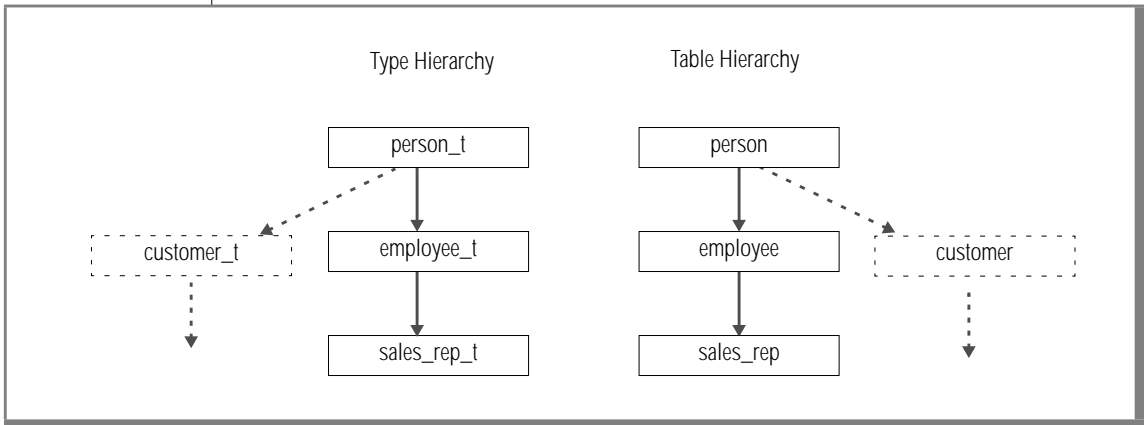 Type Hierarchy
Table Hierarchy
person_t
person
customer_t
employee_t
employee
customer
sales_rep_t
sales_rep